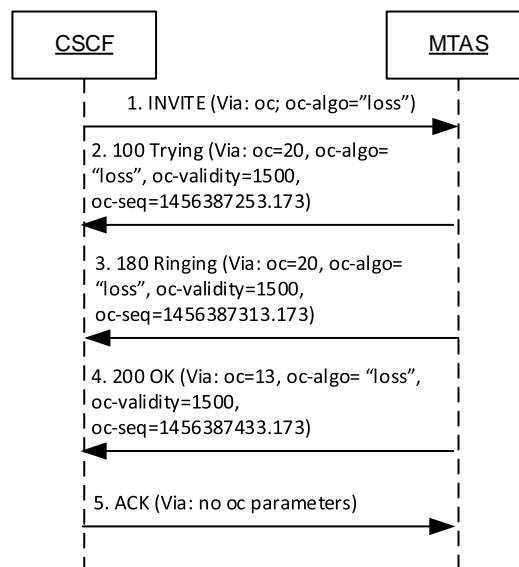 CSCF
MTAS
1. INVITE (Via: oc; oc-algo=”loss”)
2. 100 Trying (Via: oc=20, oc-algo=
“loss”, oc-validity=1500,
oc-seq=1456387253.173)
3. 180 Ringing (Via: oc=20, oc-algo=
“loss”, oc-validity=1500,
oc-seq=1456387313.173)
4. 200 OK (Via: oc=13, oc-algo= “loss”,
oc-validity=1500,
oc-seq=1456387433.173)
5. ACK (Via: no oc parameters)